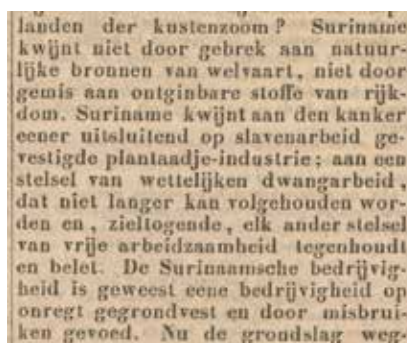 landen der kustenzoom? Suriname
kwijnt niet door gebrek aan natuur-
lijke bronnen van welvaart, niet door
gemis aan ontginbare stoffe van rijk-
dom. Suriname kwijnt aan den kanker
eener uitsluitend op slavenarbeid ge-
vestigde plantaadje-industrie; aan een
stelsel van wettelijken dwangarbeid,
dat niet langer kan volgehouden wor-
den en, zieltogende, elk ander stelsel
van vrije arbeidzaamheid tegenhoudt
en belet. De Surinaamsche bedrijvig-
heid is geweest eene bedrijvigheid op
onregt gegrondvest en door misbrui-
ken gevoed. Nu de grondslag weg-